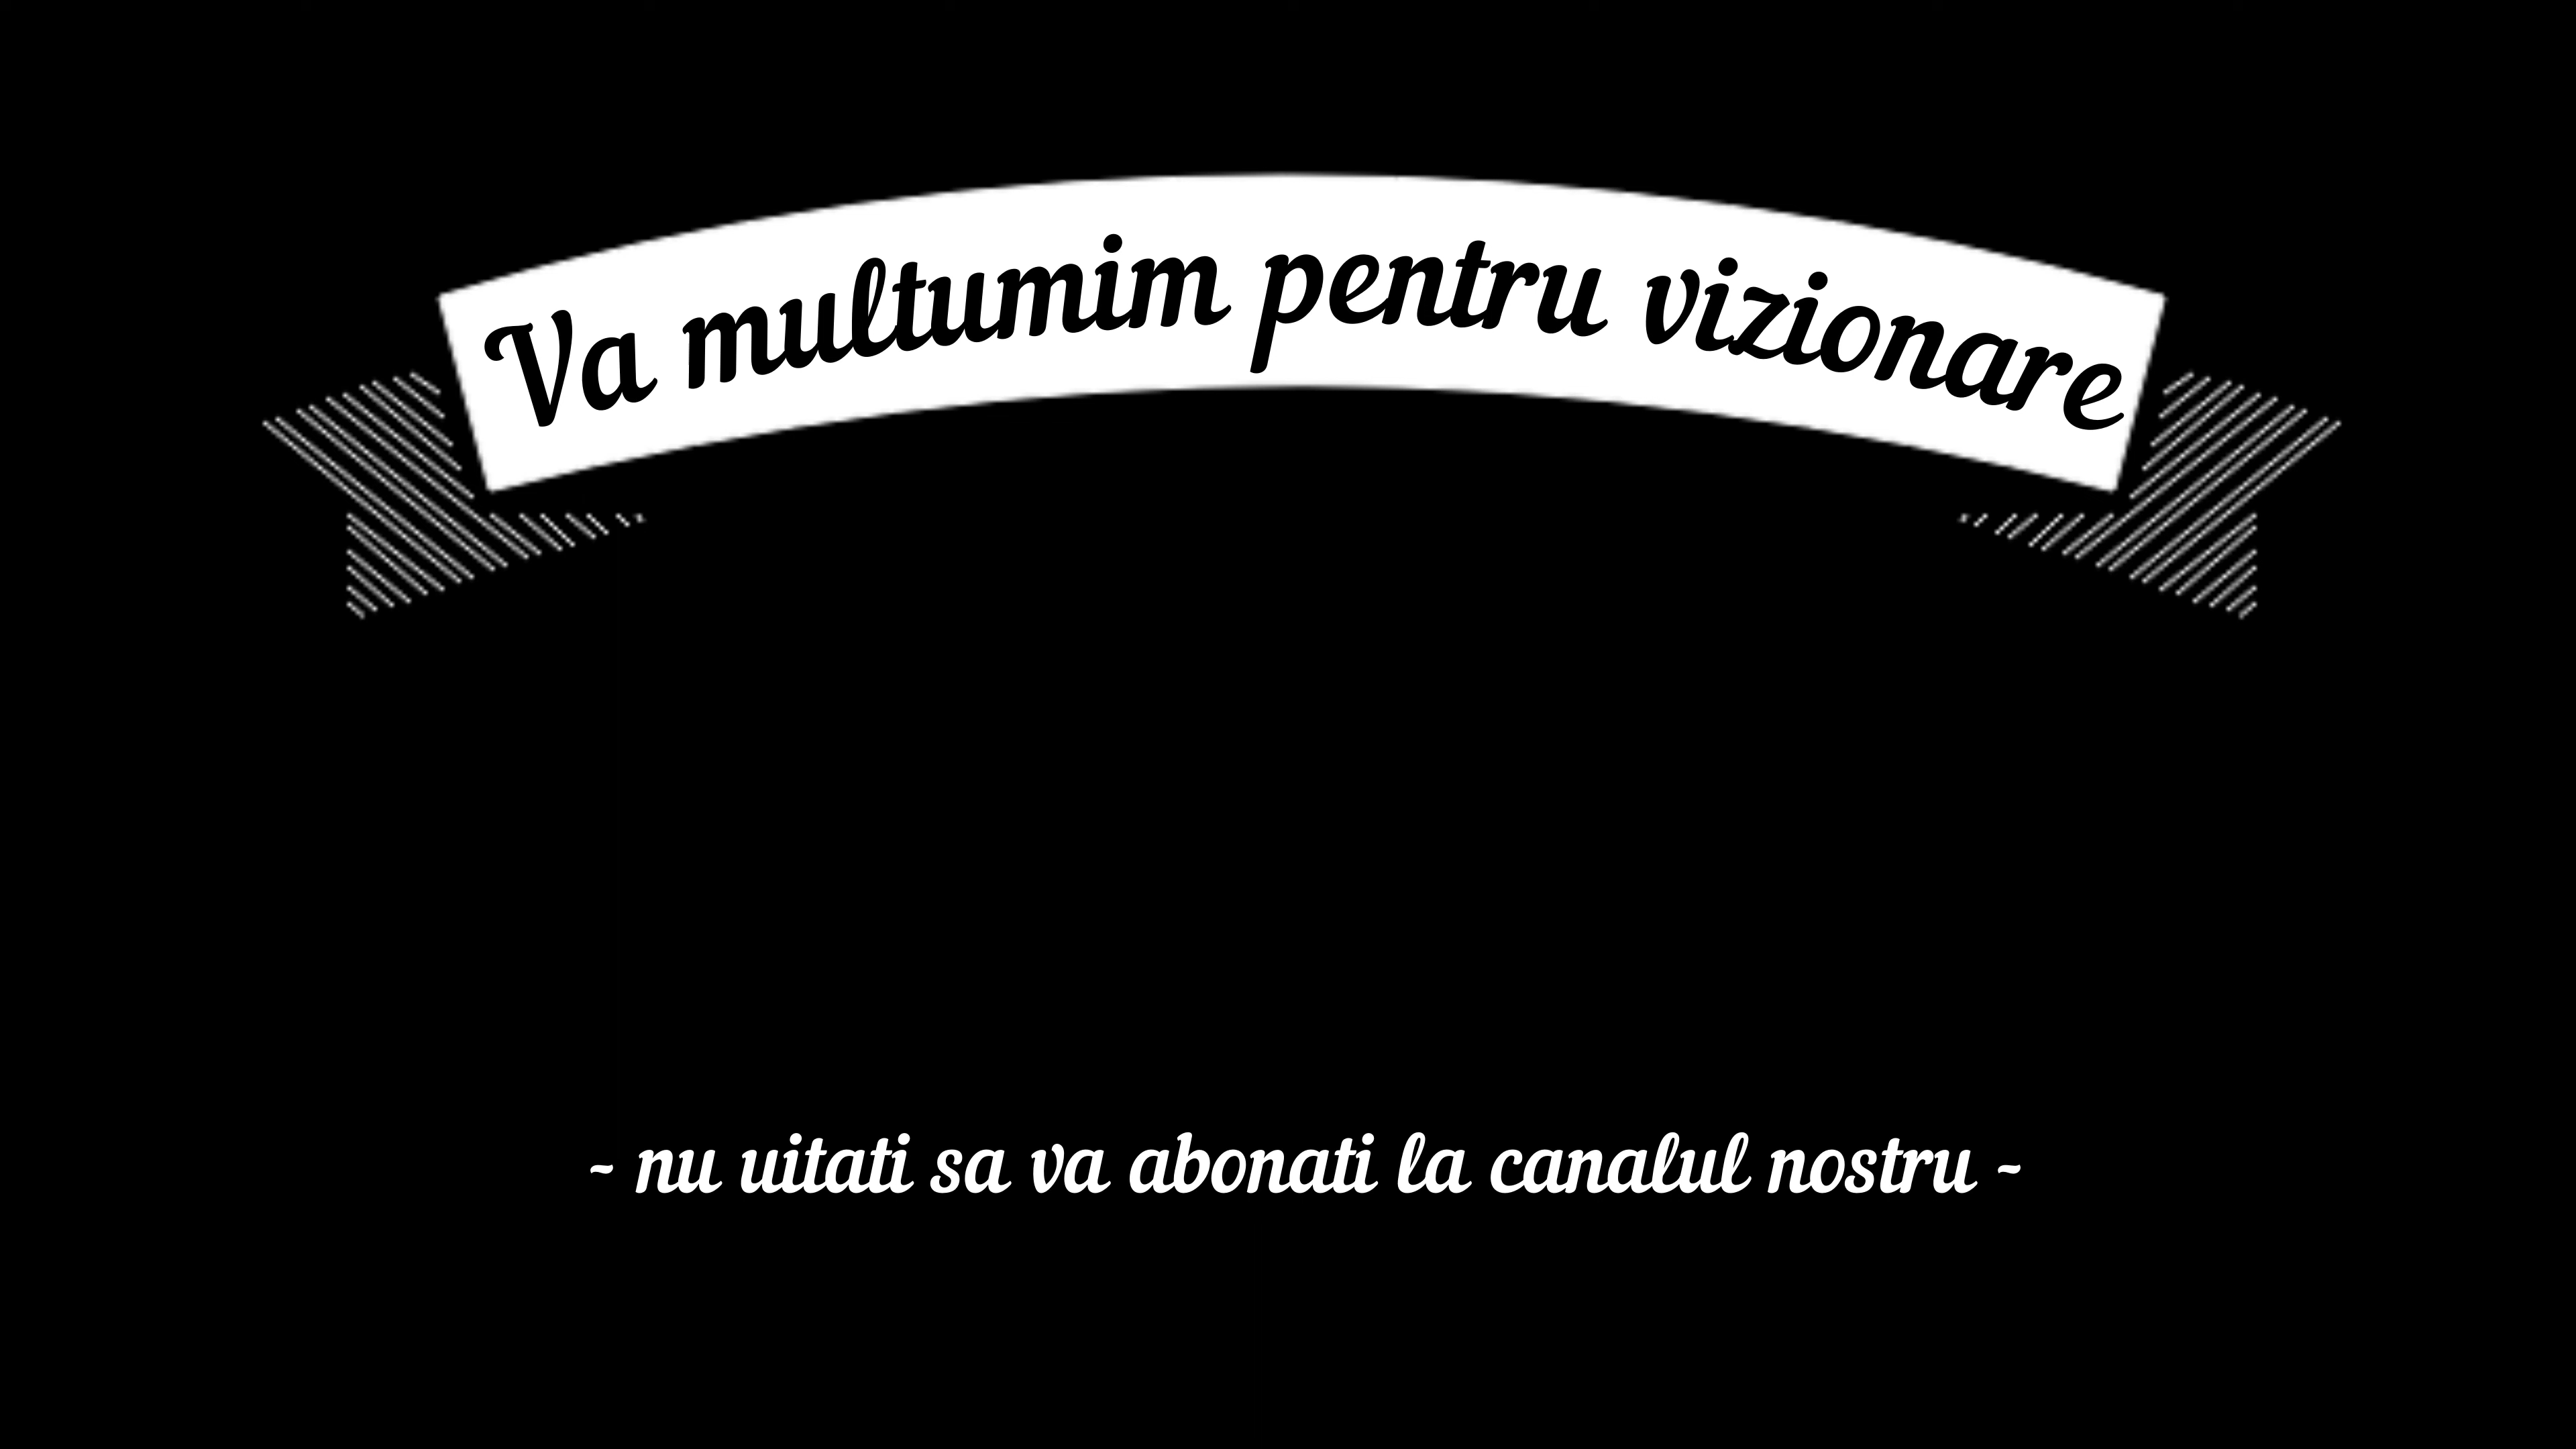 Va multumim pentru vizionare
~ nu uitati sa va abonati la canalul nostru ~